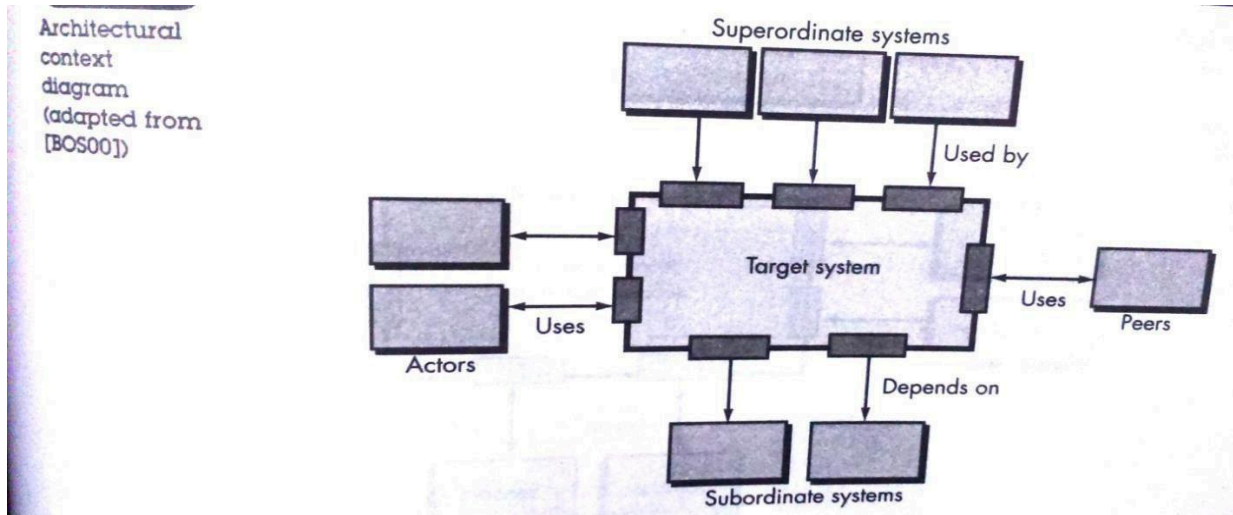 Architectural
context
diagram
(adapted from
[BOS00])
Superordinate systems
Used by
Target system
Uses
Actors
Uses
Peers
Depends on
Subordinate systems